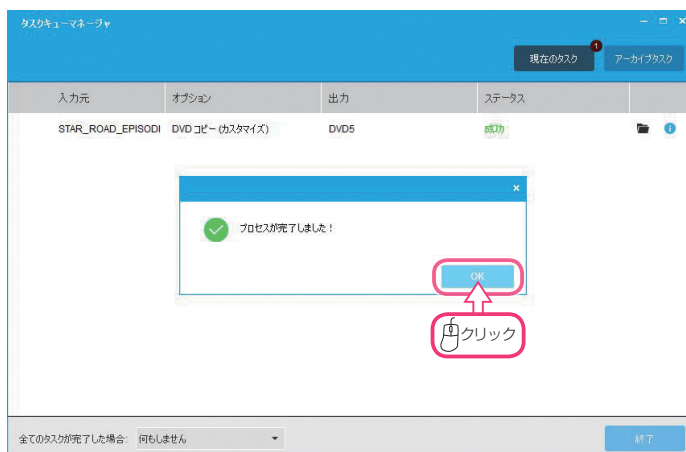 タスクキューマネージャ
現在のタスク 1 アーカイブタスク
入力元 オプション 出力 ステータス
STAR_ROAD_EPISODI DVD コピー (カスタマイズ) DVD5 成功
プロセスが完了しました！
OK
クリック
全てのタスクが完了した場合: 何もしません 終了